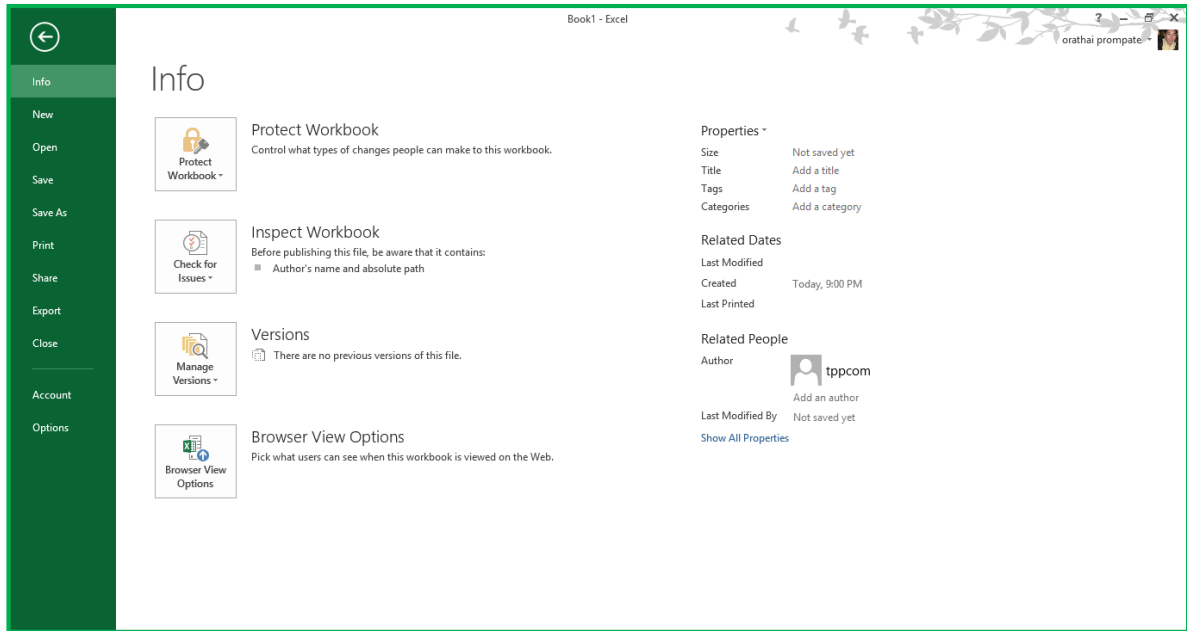 Book1 - Excel
?
orathai prompate
Info
New
Open
Save
Save As
Print
Share
Export
Close
Account
Options
Info
Protect
Workbook
Protect Workbook
Control what types of changes people can make to this workbook.
Check for
Issues
Inspect Workbook
Before publishing this file, be aware that it contains:
Author's name and absolute path
Manage
Versions
Versions
There are no previous versions of this file.
Browser View
Options
Browser View Options
Pick what users can see when this workbook is viewed on the Web.
Properties
Size Not saved yet
Title Add a title
Tags Add a tag
Categories Add a category
Related Dates
Last Modified
Created Today, 9:00 PM
Last Printed
Related People
Author tppcom
Add an author
Last Modified By Not saved yet
Show All Properties